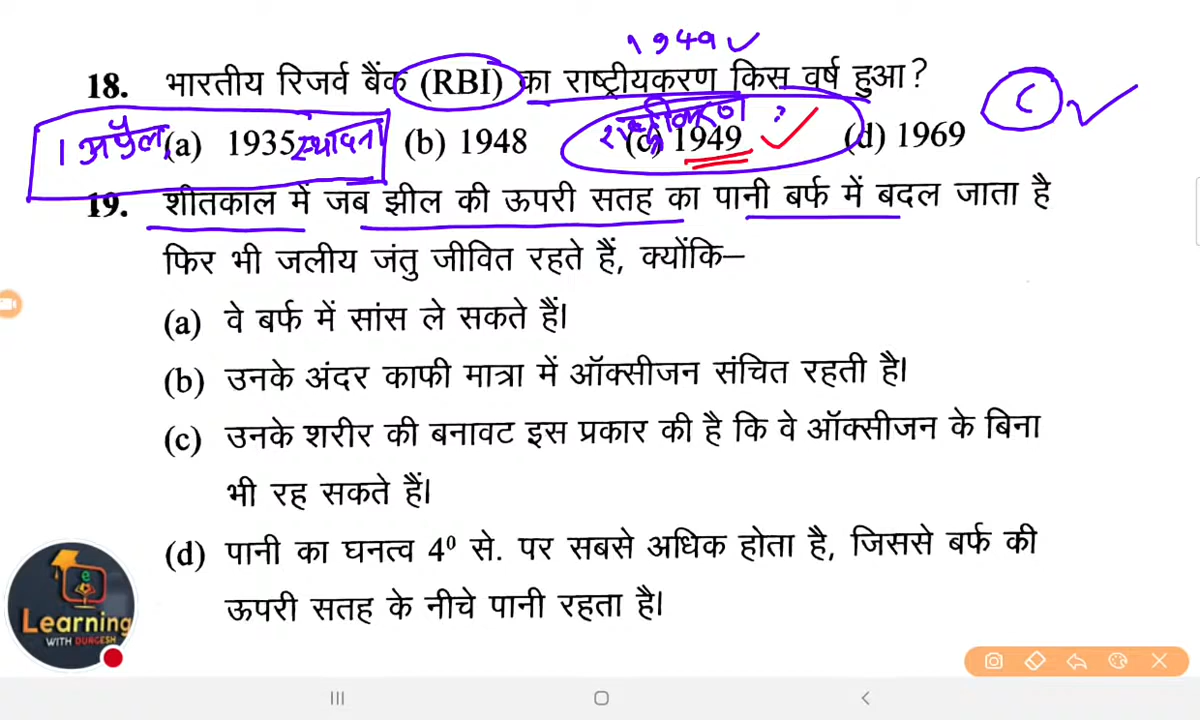 1949
18. भारतीय रिजर्व बैंक (RBI) का राष्ट्रीयकरण किस वर्ष हुआ?
(c)
1 अप्रैल (a) 1935 स्थापना (b) 1948 (c) 1949 (d) 1969
19. शीतकाल में जब झील की ऊपरी सतह का पानी बर्फ में बदल जाता है
फिर भी जलीय जंतु जीवित रहते हैं, क्योंकि–
(a) वे बर्फ में सांस ले सकते हैं।
(b) उनके अंदर काफी मात्रा में ऑक्सीजन संचित रहती है।
(c) उनके शरीर की बनावट इस प्रकार की है कि वे ऑक्सीजन के बिना
भी रह सकते हैं।
(d) पानी का घनत्व 4⁰ से. पर सबसे अधिक होता है, जिससे बर्फ की
ऊपरी सतह के नीचे पानी रहता है।
e
Learning
WITH DURGESH